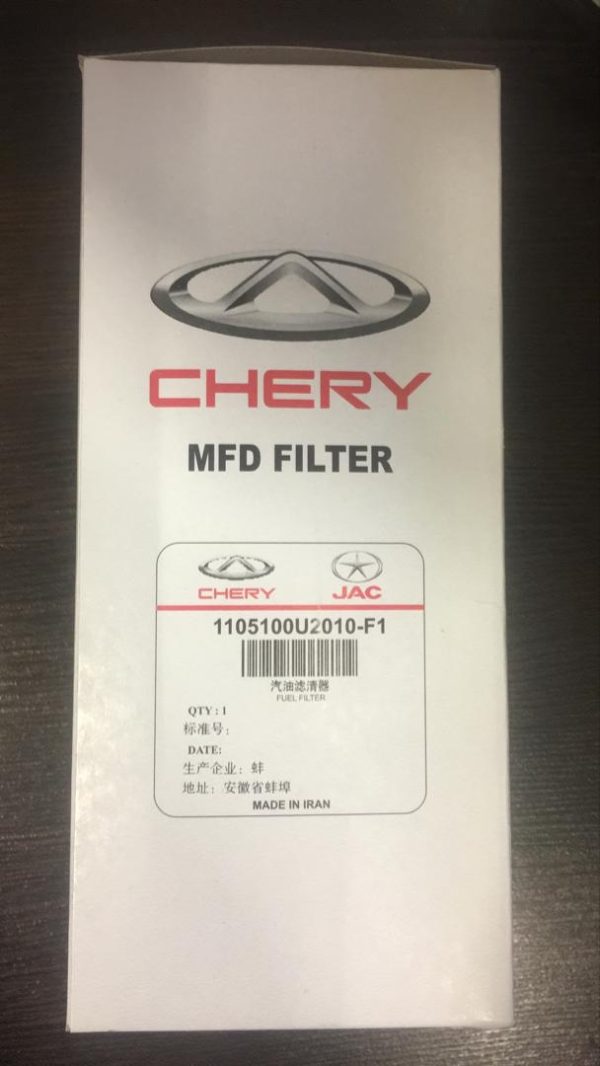 CHERY
MFD FILTER
CHERY JAC
1105100U2010-F1
汽油滤清器
FUEL FILTER
QTY : 1
标准号:
DATE:
生产企业: 蚌
地址: 安徽省蚌埠
MADE IN IRAN